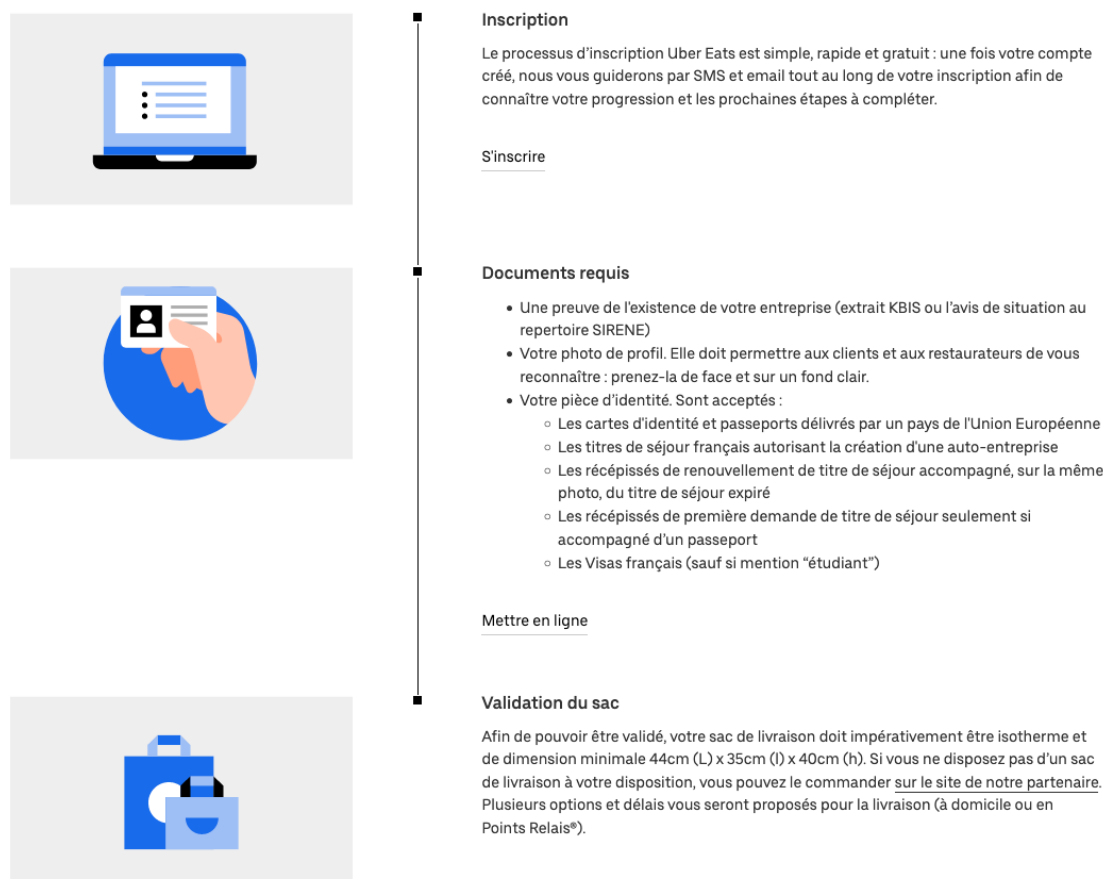 Inscription
Le processus d'inscription Uber Eats est simple, rapide et gratuit : une fois votre compte
créé, nous vous guiderons par SMS et email tout au long de votre inscription afin de
connaître votre progression et les prochaines étapes à compléter.
S'inscrire
Documents requis
• Une preuve de l'existence de votre entreprise (extrait KBIS ou l'avis de situation au
repertoire SIRENE)
• Votre photo de profil. Elle doit permettre aux clients et aux restaurateurs de vous
reconnaître : prenez-la de face et sur un fond clair.
• Votre pièce d'identité. Sont acceptés :
◦ Les cartes d'identité et passeports délivrés par un pays de l'Union Européenne
◦ Les titres de séjour français autorisant la création d'une auto-entreprise
◦ Les récépissés de renouvellement de titre de séjour accompagné, sur la même
photo, du titre de séjour expiré
◦ Les récépissés de première demande de titre de séjour seulement si
accompagné d'un passeport
◦ Les Visas français (sauf si mention “étudiant”)
Mettre en ligne
Validation du sac
Afin de pouvoir être validé, votre sac de livraison doit impérativement être isotherme et
de dimension minimale 44cm (L) x 35cm (l) x 40cm (h). Si vous ne disposez pas d'un sac
de livraison à votre disposition, vous pouvez le commander sur le site de notre partenaire.
Plusieurs options et délais vous seront proposés pour la livraison (à domicile ou en
Points Relais®).